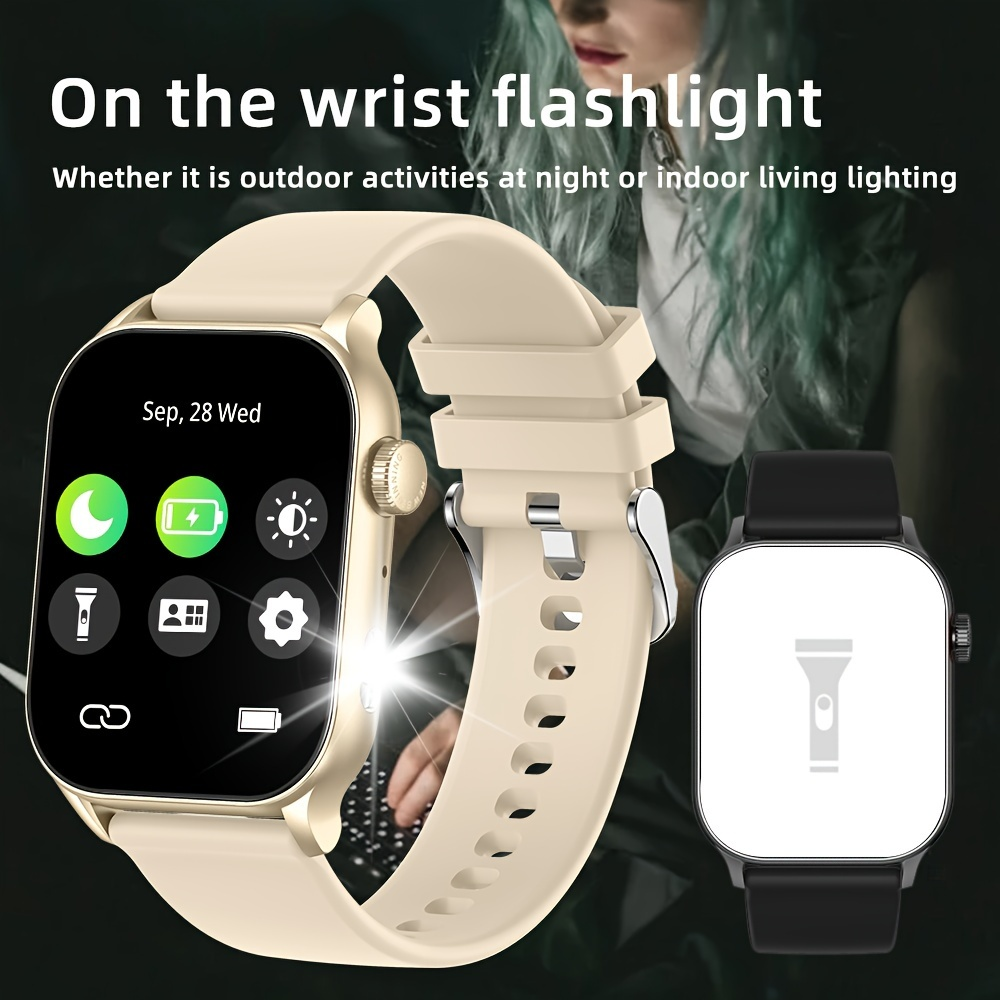 On the wrist flashlight
Whether it is outdoor activities at night or indoor living lighting
Sep, 28 Wed